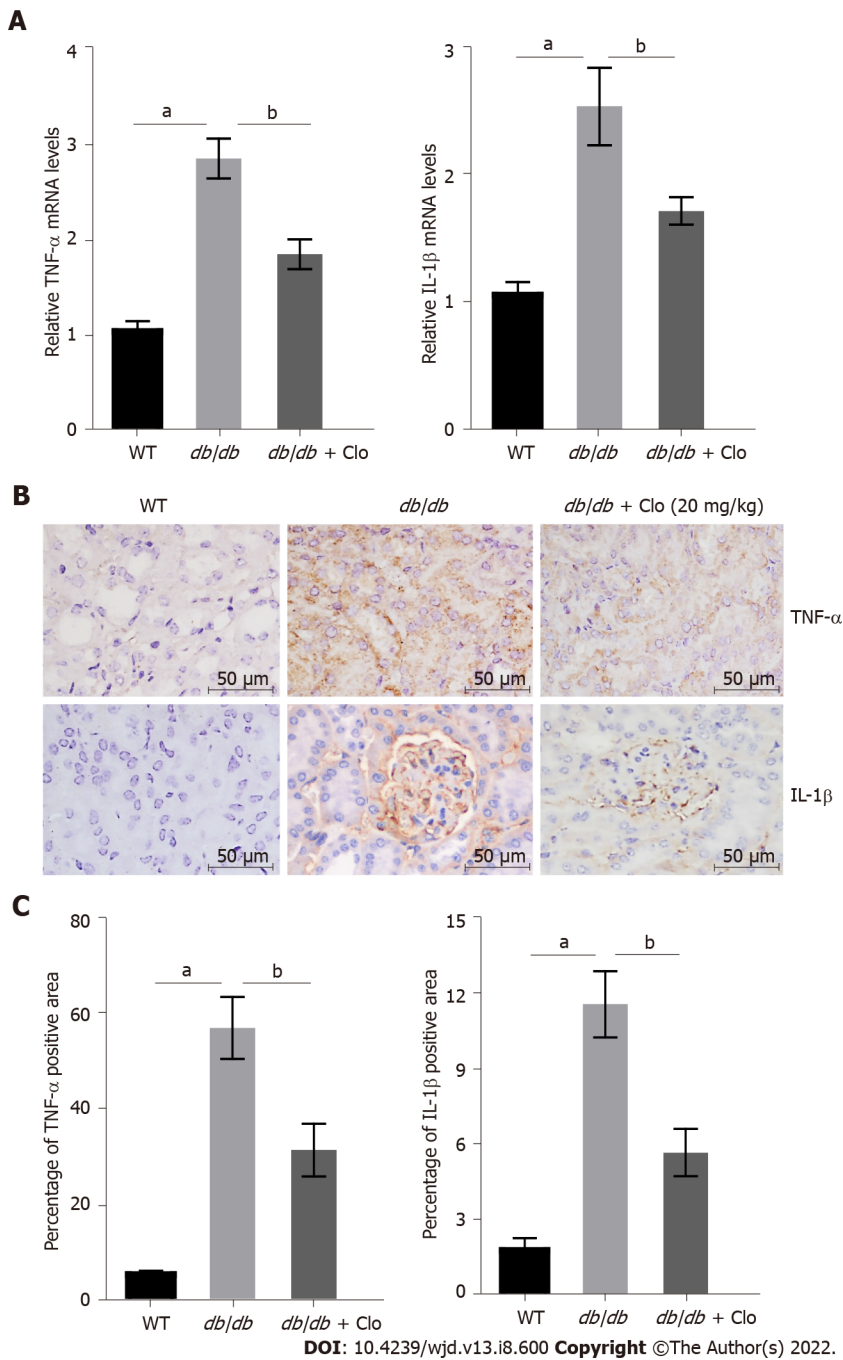 A
Relative TNF-α mRNA levels
4
3
2
1
0
a
b
WT
db/db
db/db + Clo
Relative IL-1β mRNA levels
3
2
1
0
a
b
WT
db/db
db/db + Clo
B
WT
db/db
db/db + Clo (20 mg/kg)
50 μm
50 μm
50 μm
TNF-α
50 μm
50 μm
50 μm
IL-1β
C
Percentage of TNF-α positive area
80
60
40
20
0
a
b
WT
db/db
db/db + Clo
Percentage of IL-1β positive area
15
12
9
6
3
0
a
b
WT
db/db
db/db + Clo
DOI: 10.4239/wjd.v13.i8.600 Copyright ©The Author(s) 2022.